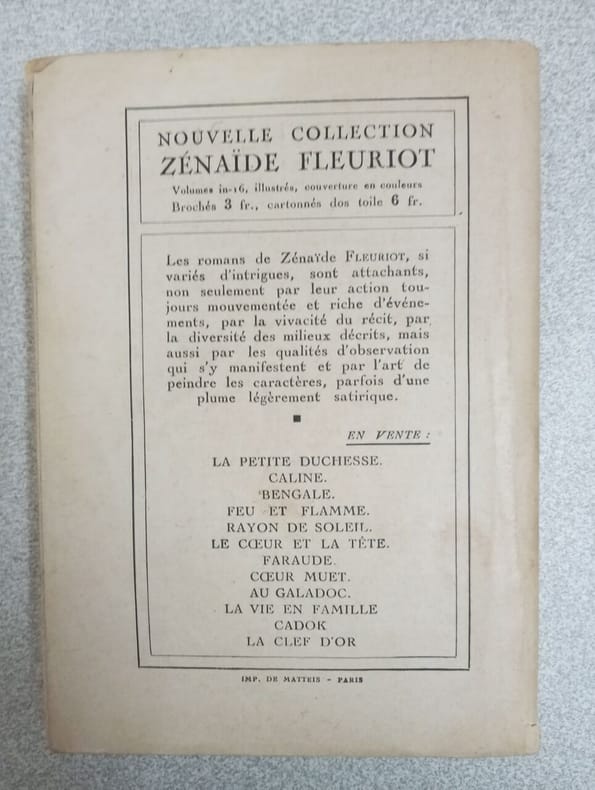 NOUVELLE COLLECTION
ZÉNAÏDE FLEURIOT
Volumes in-16, illustrés, couverture en couleurs
Brochés 3 fr., cartonnés dos toile 6 fr.
Les romans de Zénaïde FLEURIOT, si
variés d'intrigues, sont attachants,
non seulement par leur action tou-
jours mouvementée et riche d'événe-
ments, par la vivacité du récit, par
la diversité des milieux décrits, mais
aussi par les qualités d'observation
qui s'y manifestent et par l'art de
peindre les caractères, parfois d'une
plume légèrement satirique.
EN VENTE :
LA PETITE DUCHESSE.
CALINE.
BENGALE.
FEU ET FLAMME.
RAYON DE SOLEIL.
LE CŒUR ET LA TÊTE.
FARAUDE.
CŒUR MUET.
AU GALADOC.
LA VIE EN FAMILLE
CADOK
LA CLEF D'OR
IMP. DE MATTEIS - PARIS